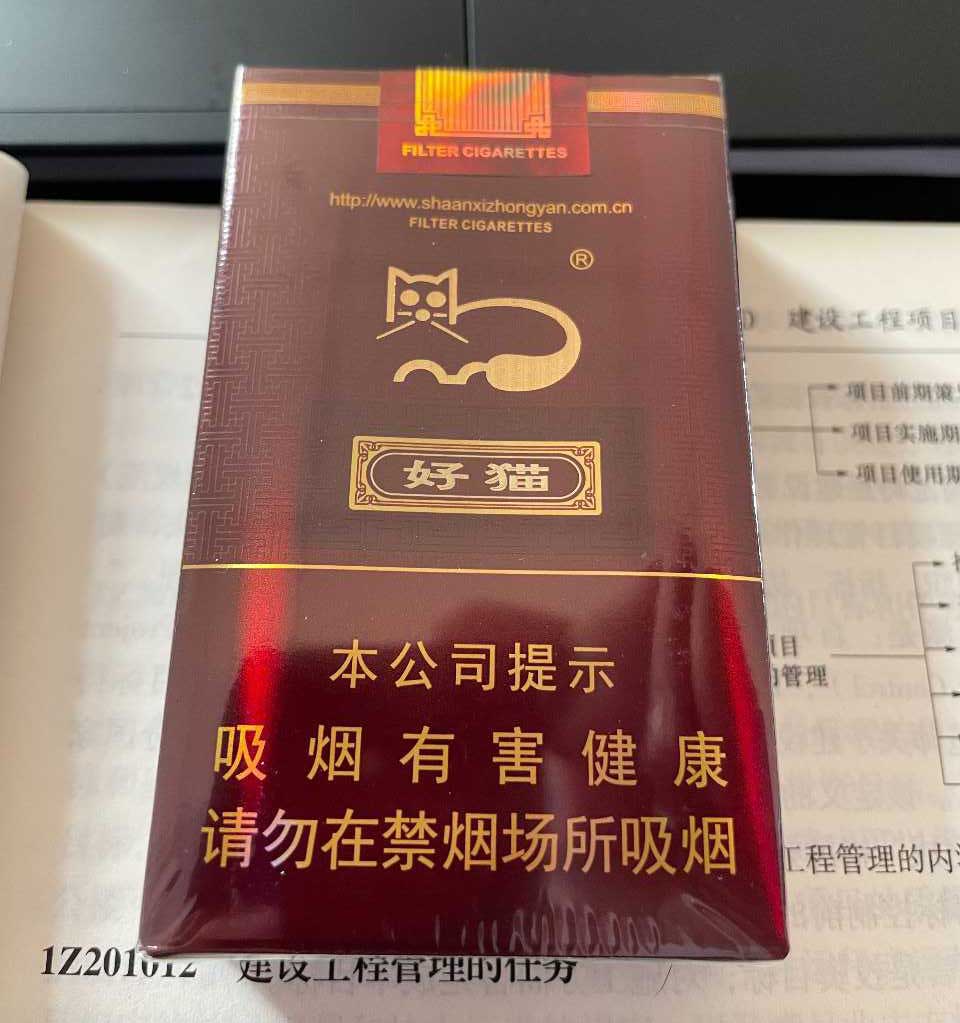 FILTER CIGARETTES
http://www.shaanxizhongyan.com.cn
FILTER CIGARETTES
®
好猫
本公司提示
吸烟有害健康
请勿在禁烟场所吸烟
建设工程项目
项目前期策
项目实施期
项目使用期
项目
的管理
工程管理的内
1Z201012 建设工程管理的任务